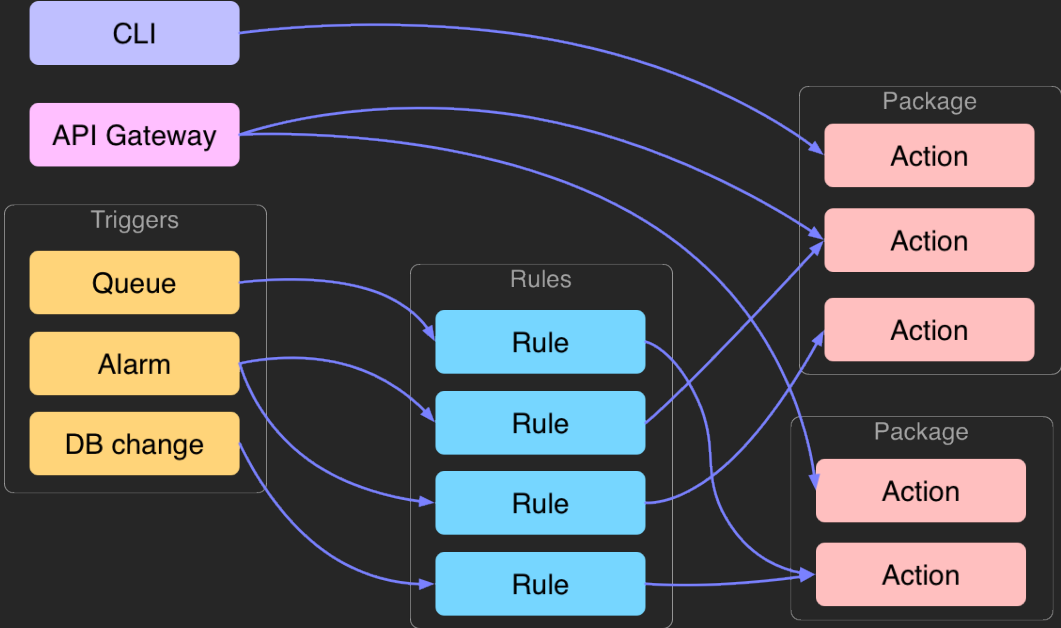 CLI
API Gateway
Triggers
Queue
Alarm
DB change
Rules
Rule
Rule
Rule
Rule
Package
Action
Action
Action
Package
Action
Action